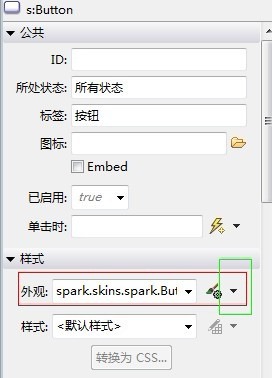 s:Button
公共
ID:
所处状态: 所有状态
标签: 按钮
图标:
Embed
已启用: true
单击时:
样式
外观: spark.skins.spark.But
样式: <默认样式>
转换为 CSS...